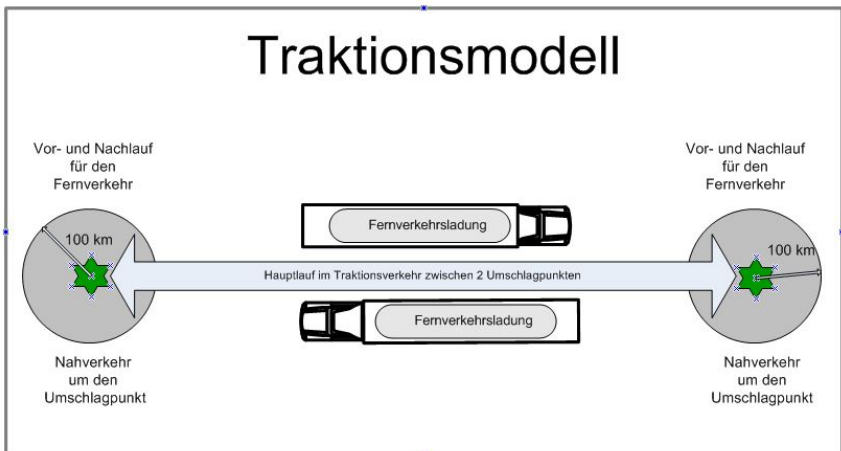 Traktionsmodell
Vor- und Nachlauf
für den
Fernverkehr
Vor- und Nachlauf
für den
Fernverkehr
Fernverkehrsladung
100 km
100 km
Hauptlauf im Traktionsverkehr zwischen 2 Umschlagpunkten
Fernverkehrsladung
Nahverkehr
um den
Umschlagpunkt
Nahverkehr
um den
Umschlagpunkt